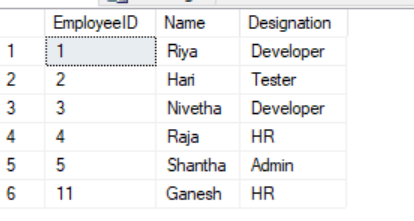 EmployeeID Name Designation
1 1 Riya Developer
2 2 Hari Tester
3 3 Nivetha Developer
4 4 Raja HR
5 5 Shantha Admin
6 11 Ganesh HR